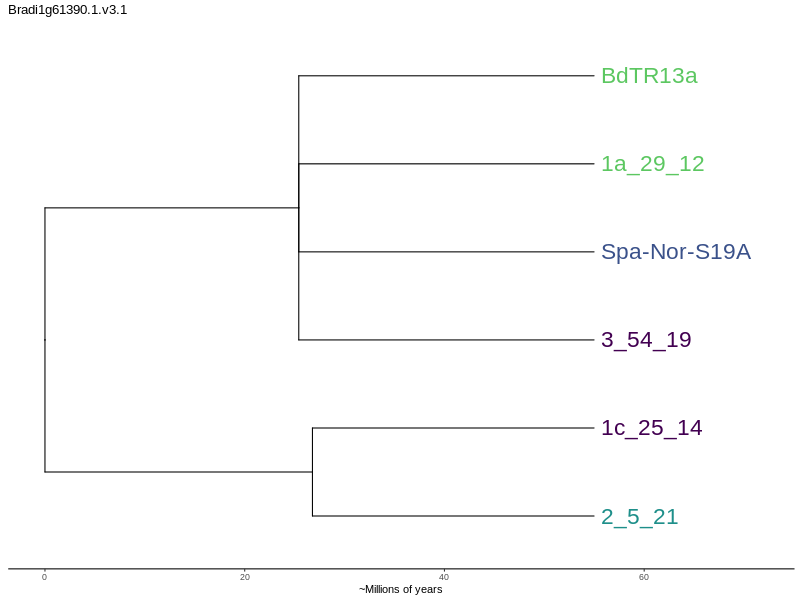 Bradi1g61390.1.v3.1
BdTR13a
1a_29_12
Spa-Nor-S19A
3_54_19
1c_25_14
2_5_21
0 20 40 60
~Millions of years